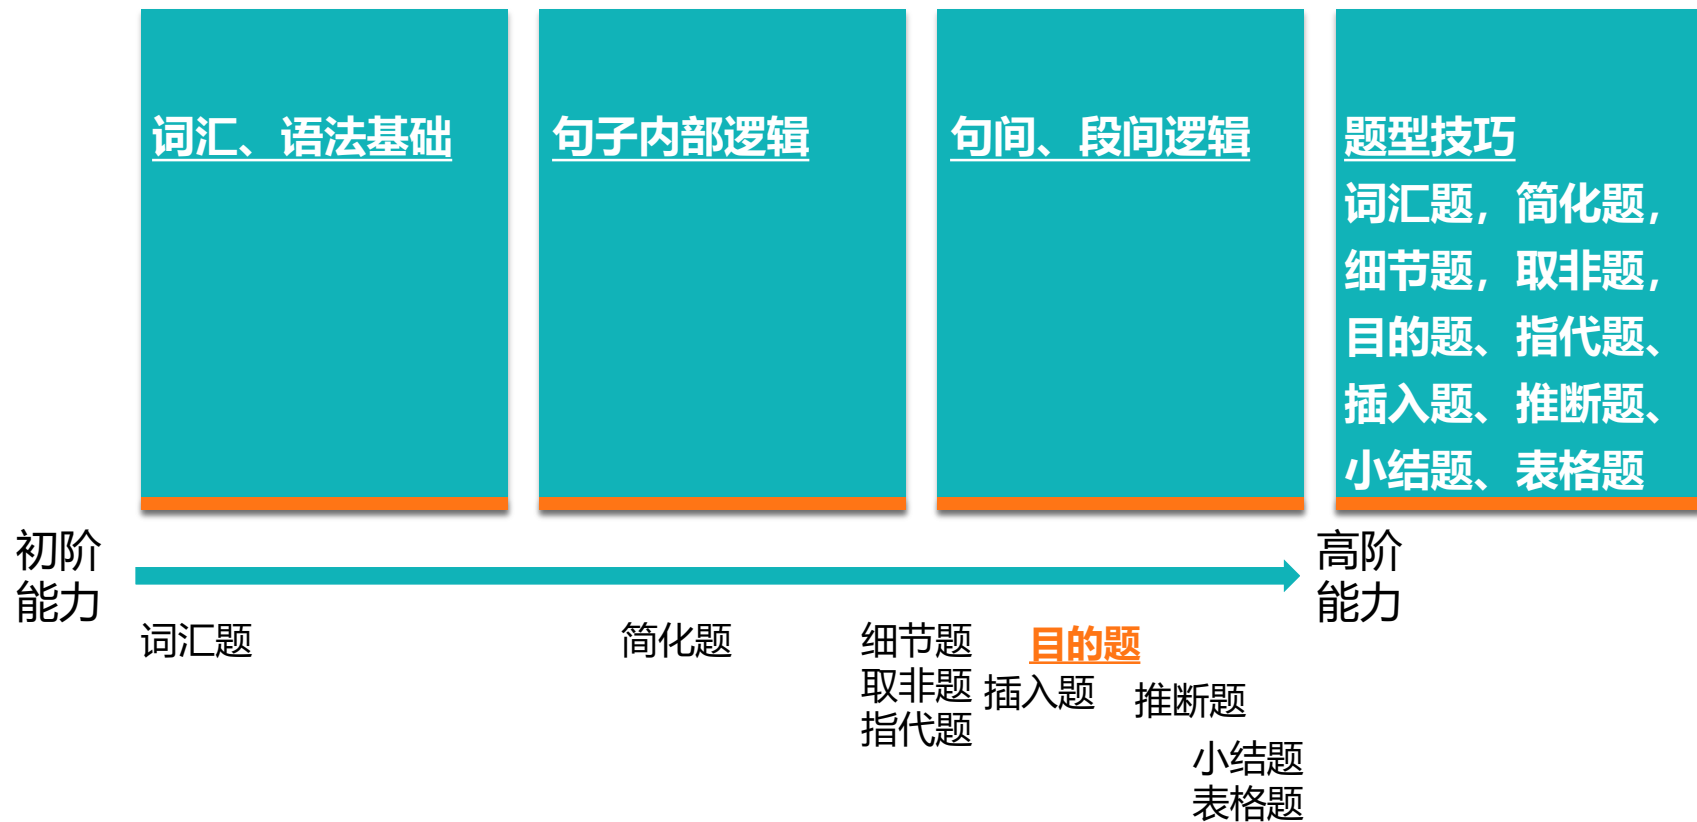 词汇、语法基础
句子内部逻辑
句间、段间逻辑
题型技巧
词汇题，简化题，
细节题，取非题，
目的题、指代题、
插入题、推断题、
小结题、表格题
初阶
能力
高阶
能力
词汇题
简化题
细节题
取非题
指代题
目的题
插入题
推断题
小结题
表格题